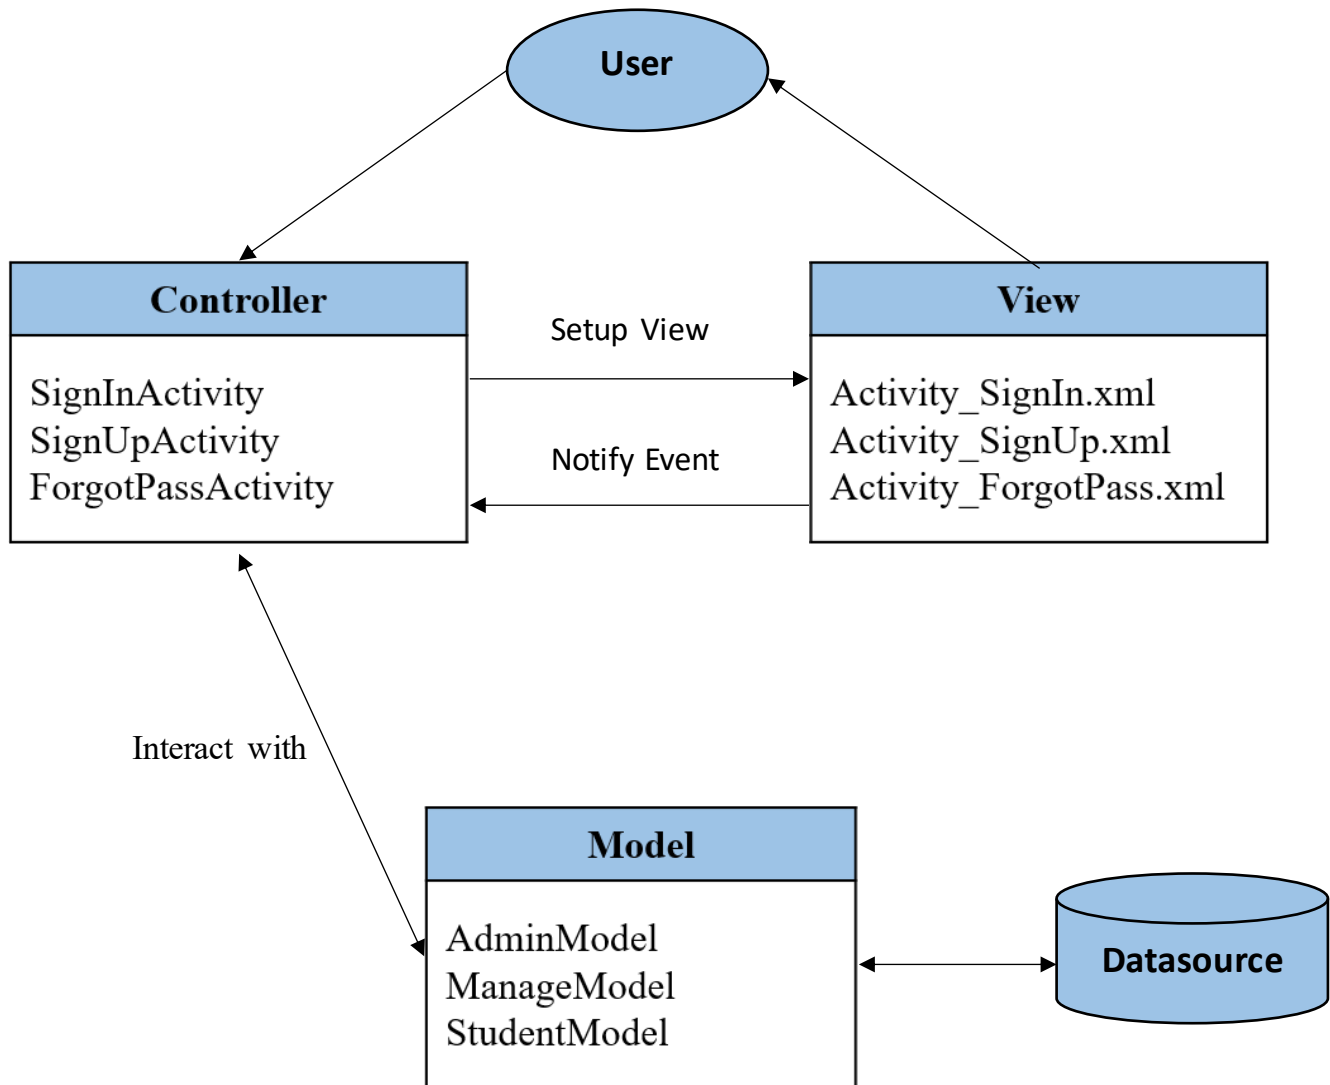 User
Controller
SignInActivity
SignUpActivity
ForgotPassActivity
Setup View
Notify Event
View
Activity_SignIn.xml
Activity_SignUp.xml
Activity_ForgotPass.xml
Interact with
Model
AdminModel
ManageModel
StudentModel
Datasource